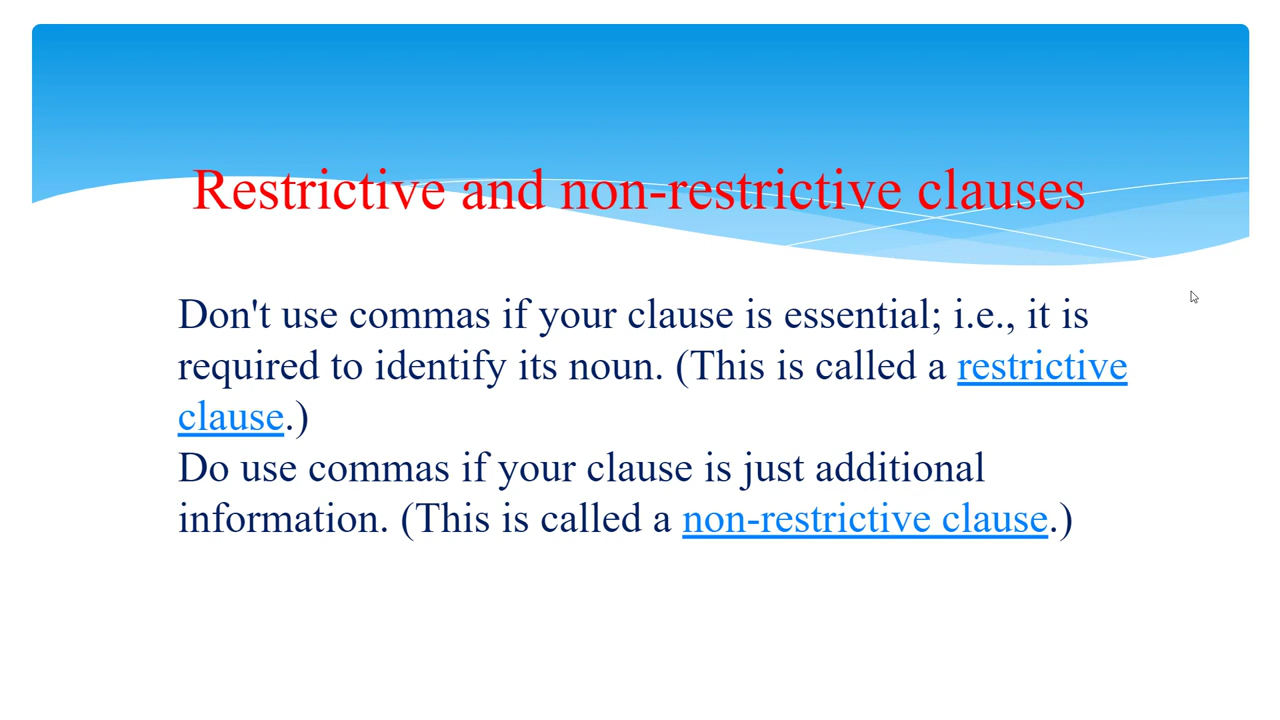 Restrictive and non-restrictive clauses
Don't use commas if your clause is essential; i.e., it is
required to identify its noun. (This is called a restrictive
clause.)
Do use commas if your clause is just additional
information. (This is called a non-restrictive clause.)